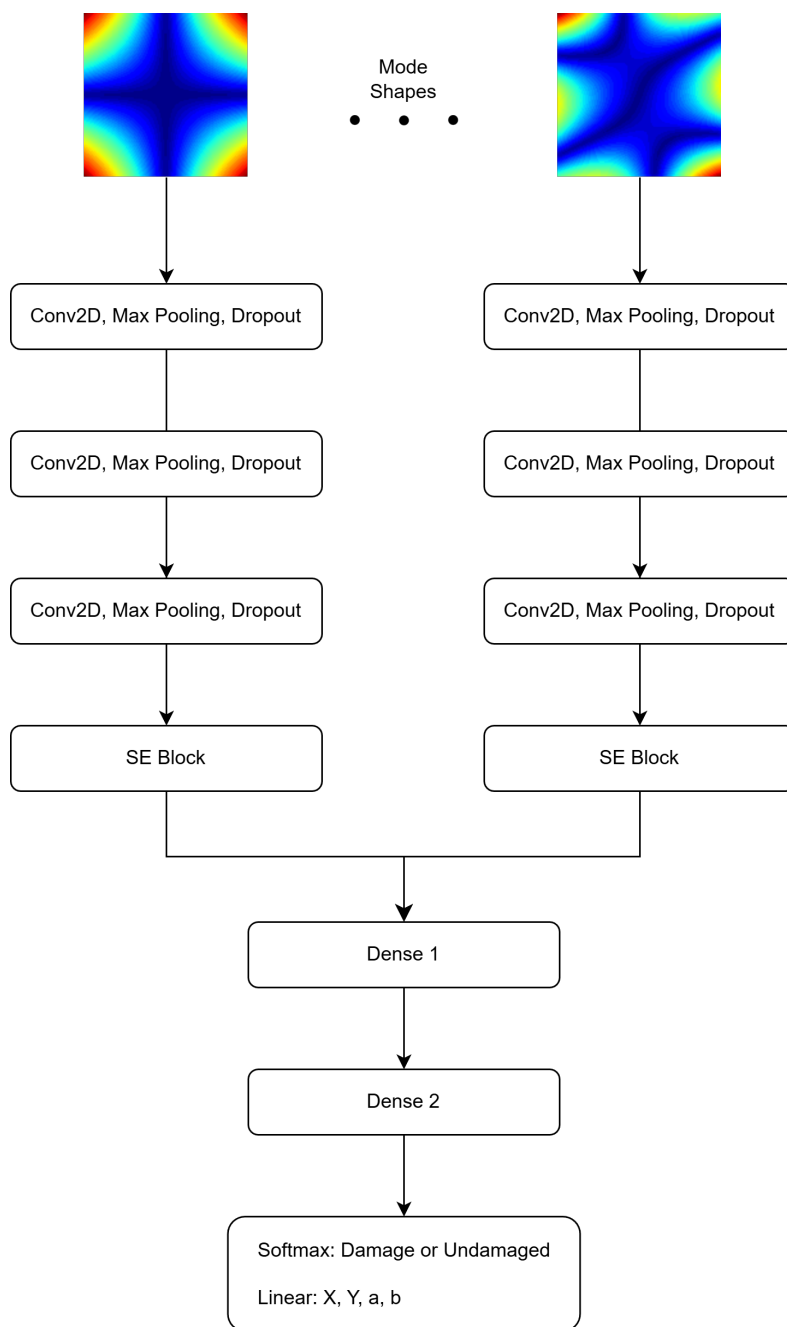 Mode
Shapes
Conv2D, Max Pooling, Dropout
Conv2D, Max Pooling, Dropout
Conv2D, Max Pooling, Dropout
Conv2D, Max Pooling, Dropout
Conv2D, Max Pooling, Dropout
Conv2D, Max Pooling, Dropout
SE Block
SE Block
Dense 1
Dense 2
Softmax: Damage or Undamaged
Linear: X, Y, a, b